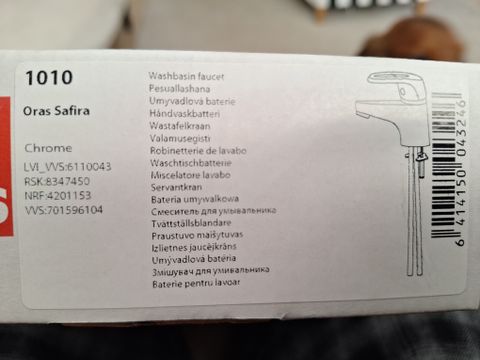 1010
Oras Safira
Chrome
LVI_VVS:6110043
RSK:8347450
NRF:4201153
VVS:701596104
Washbasin faucet
Pesuallashana
Umyvadlová baterie
Håndvaskbatteri
Wastafelkraan
Valamusegisti
Robinetterie de lavabo
Waschtischbatterie
Miscelatore lavabo
Servantkran
Bateria umywalkowa
Смеситель для умывальника
Tvättställsblandare
Praustuvo maišytuvas
Izlietnes jaucējkrāns
Umývadlová batéria
Змішувач для умивальника
Baterie pentru lavoar
6 414150 043246